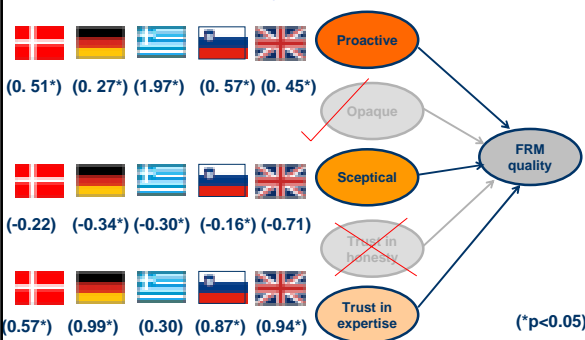 Proactive
(0. 51*) (0. 27*) (1.97*) (0. 57*) (0. 45*)
Opaque
FRM
quality
Sceptical
(-0.22) (-0.34*) (-0.30*) (-0.16*) (-0.71)
Trust in
honesty
Trust in
expertise
(0.57*) (0.99*) (0.30) (0.87*) (0.94*)
(*p<0.05)